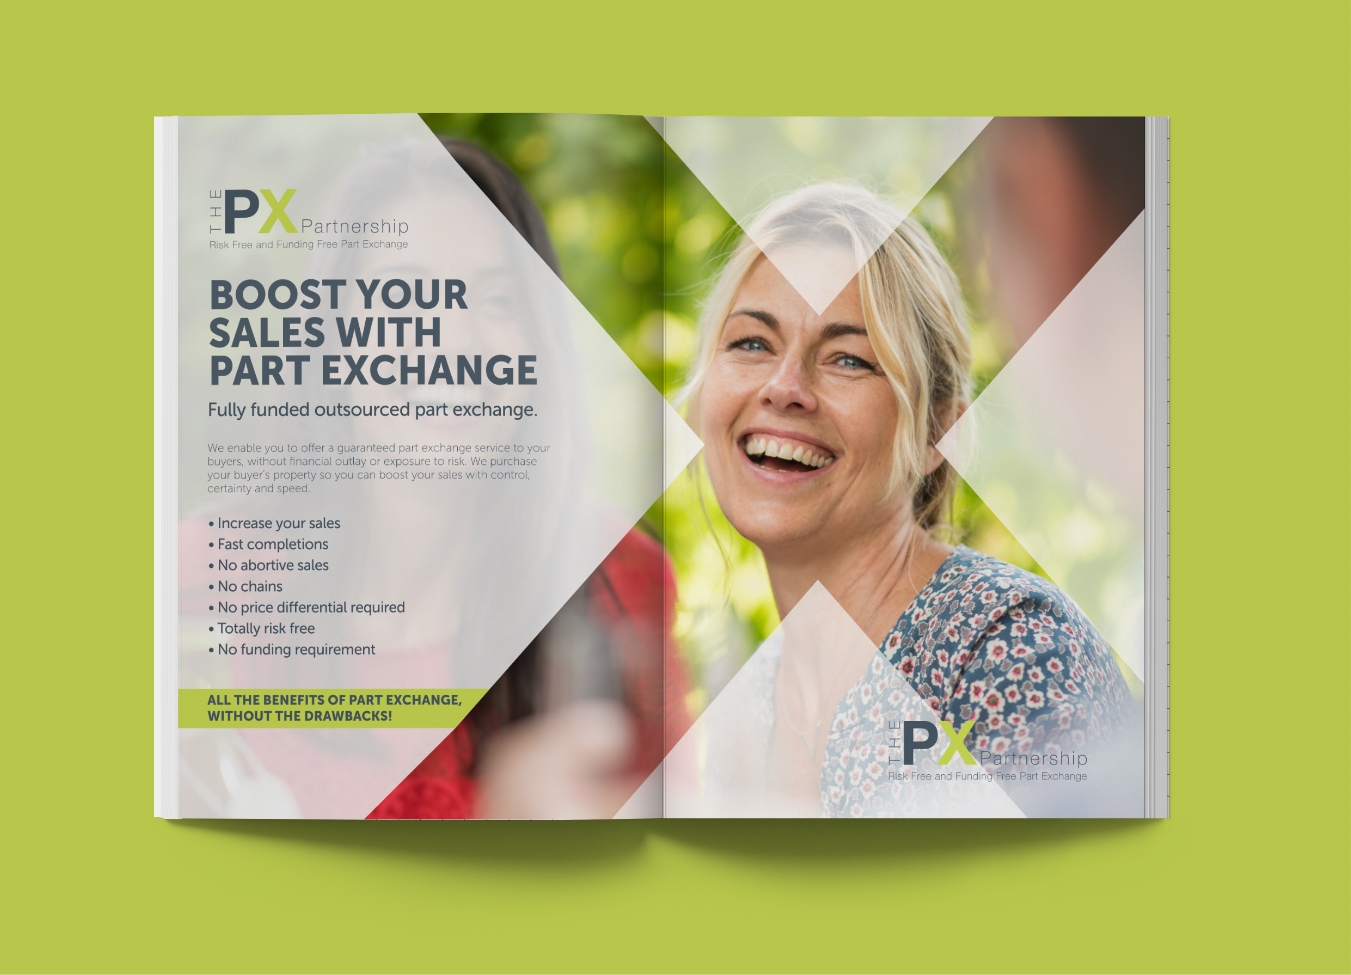 THE PX Partnership
Risk Free and Funding Free Part Exchange
BOOST YOUR
SALES WITH
PART EXCHANGE
Fully funded outsourced part exchange.
We enable you to offer a guaranteed part exchange service to your
buyers, without financial outlay or exposure to risk. We purchase
your buyer's property so you can boost your sales with control,
certainty and speed.
• Increase your sales
• Fast completions
• No abortive sales
• No chains
• No price differential required
• Totally risk free
• No funding requirement
ALL THE BENEFITS OF PART EXCHANGE,
WITHOUT THE DRAWBACKS!
THE PX Partnership
Risk Free and Funding Free Part Exchange